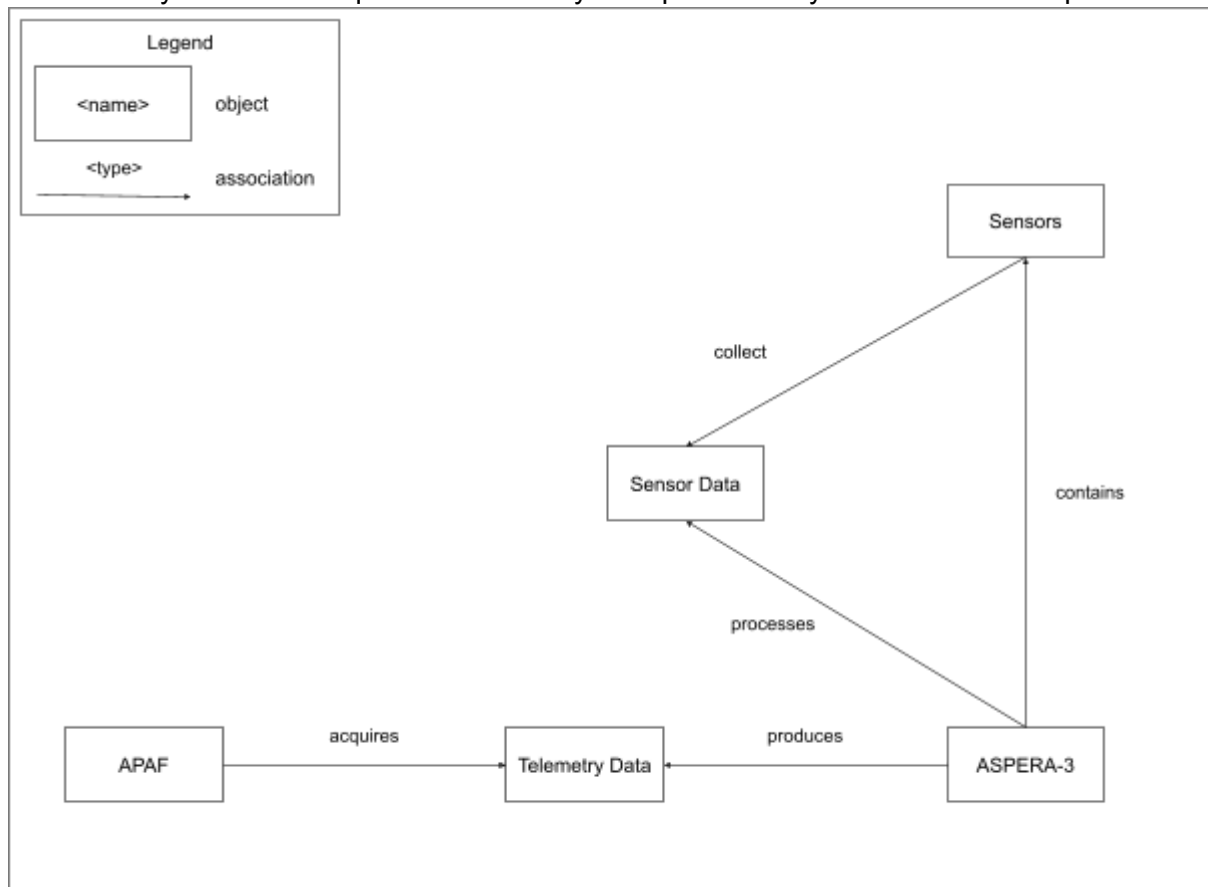 Legend
<name>
object
<type>
association
Sensors
collect
Sensor Data
contains
processes
acquires
produces
APAF
Telemetry Data
ASPERA-3